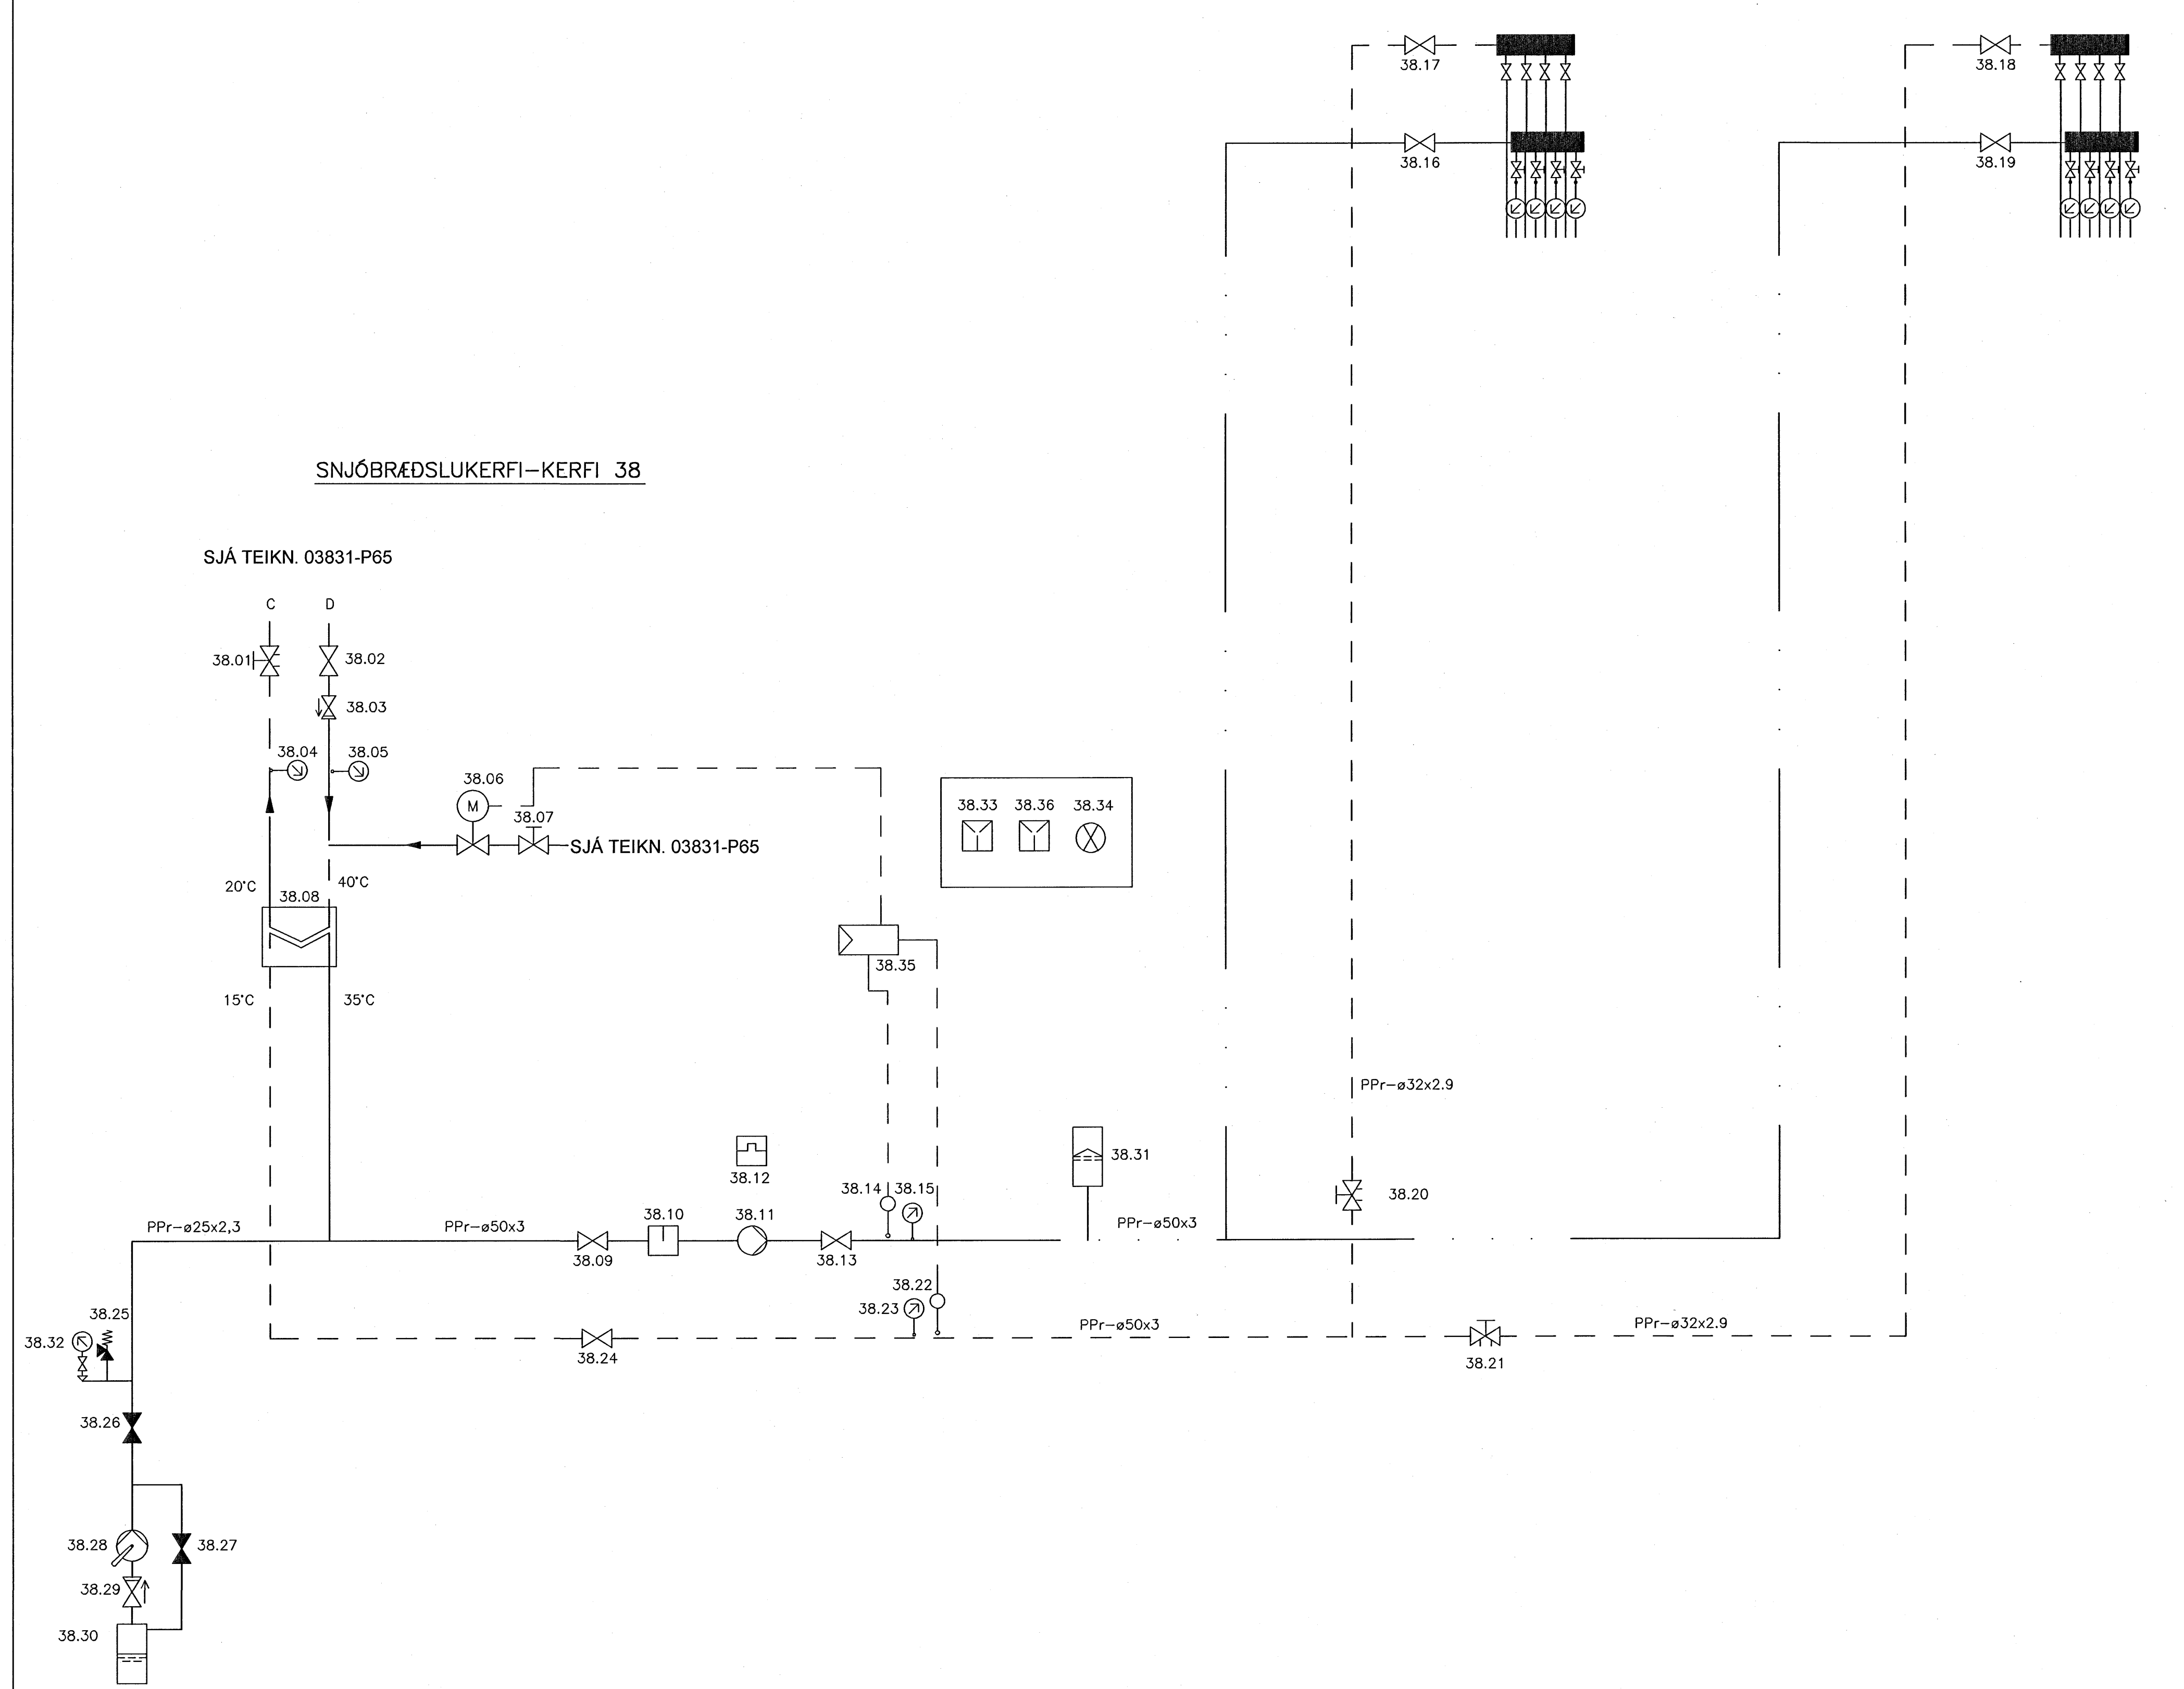 38.17
38.18
38.16
38.19
SNJÓBRÆÐSLUKERFI–KERFI 38
SJÁ TEIKN. 03831-P65
C
D
38.01
38.02
38.03
38.04
38.05
38.06
M
38.07
SJÁ TEIKN. 03831-P65
38.33
38.36
38.34
20°C
40°C
38.08
38.35
15°C
35°C
PPr–ø32x2.9
38.12
38.31
38.14
38.15
38.20
PPr–ø25x2,3
PPr–ø50x3
38.10
38.11
PPr–ø50x3
38.09
38.13
38.22
38.23
38.25
38.32
PPr–ø50x3
PPr–ø32x2.9
38.24
38.21
38.26
38.28
38.27
38.29
38.30